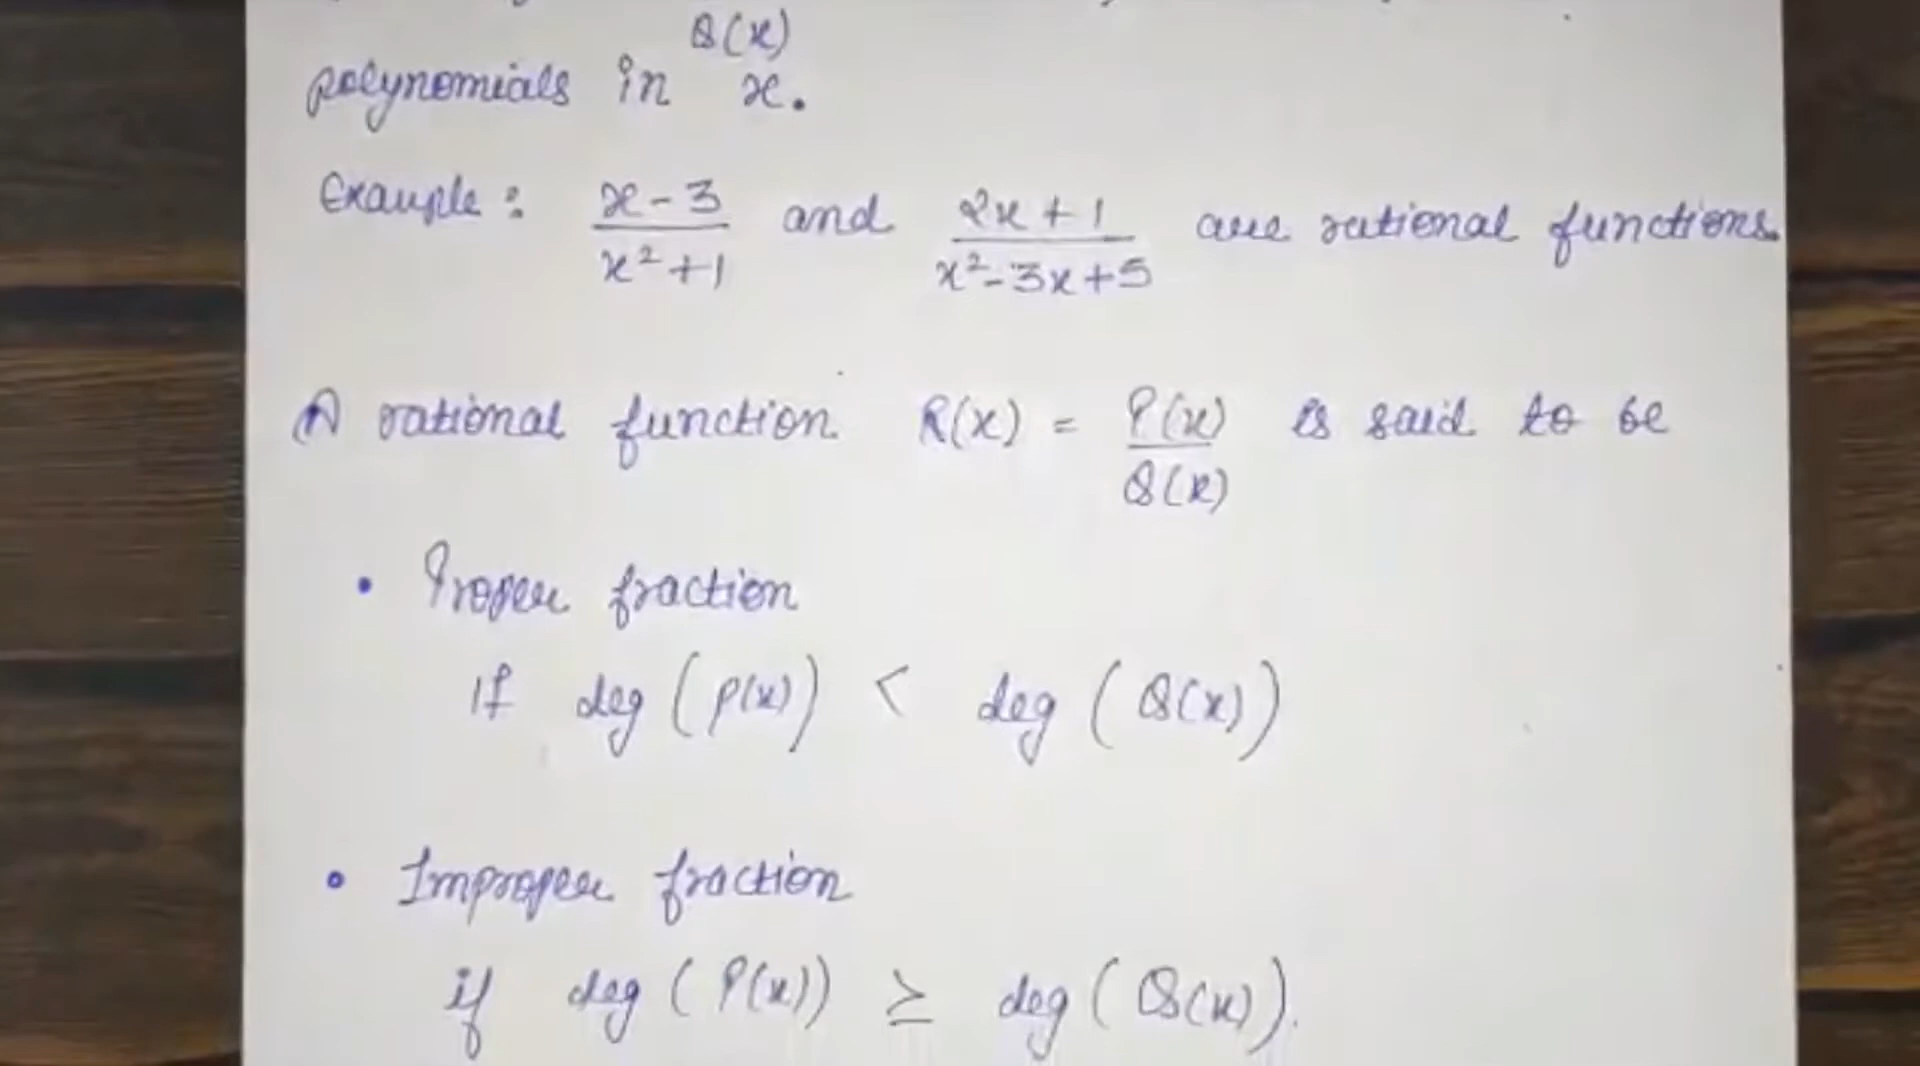 Q(x)
polynomials in x.
Example: (x-3)/(x²+1) and (2x+1)/(x²-3x+5) are rational functions.
A rational function R(x) = P(x)/Q(x) is said to be
• Proper fraction
If deg (P(x)) < deg (Q(x))
• Improper fraction
if deg (P(x)) ≥ deg (Q(x)).